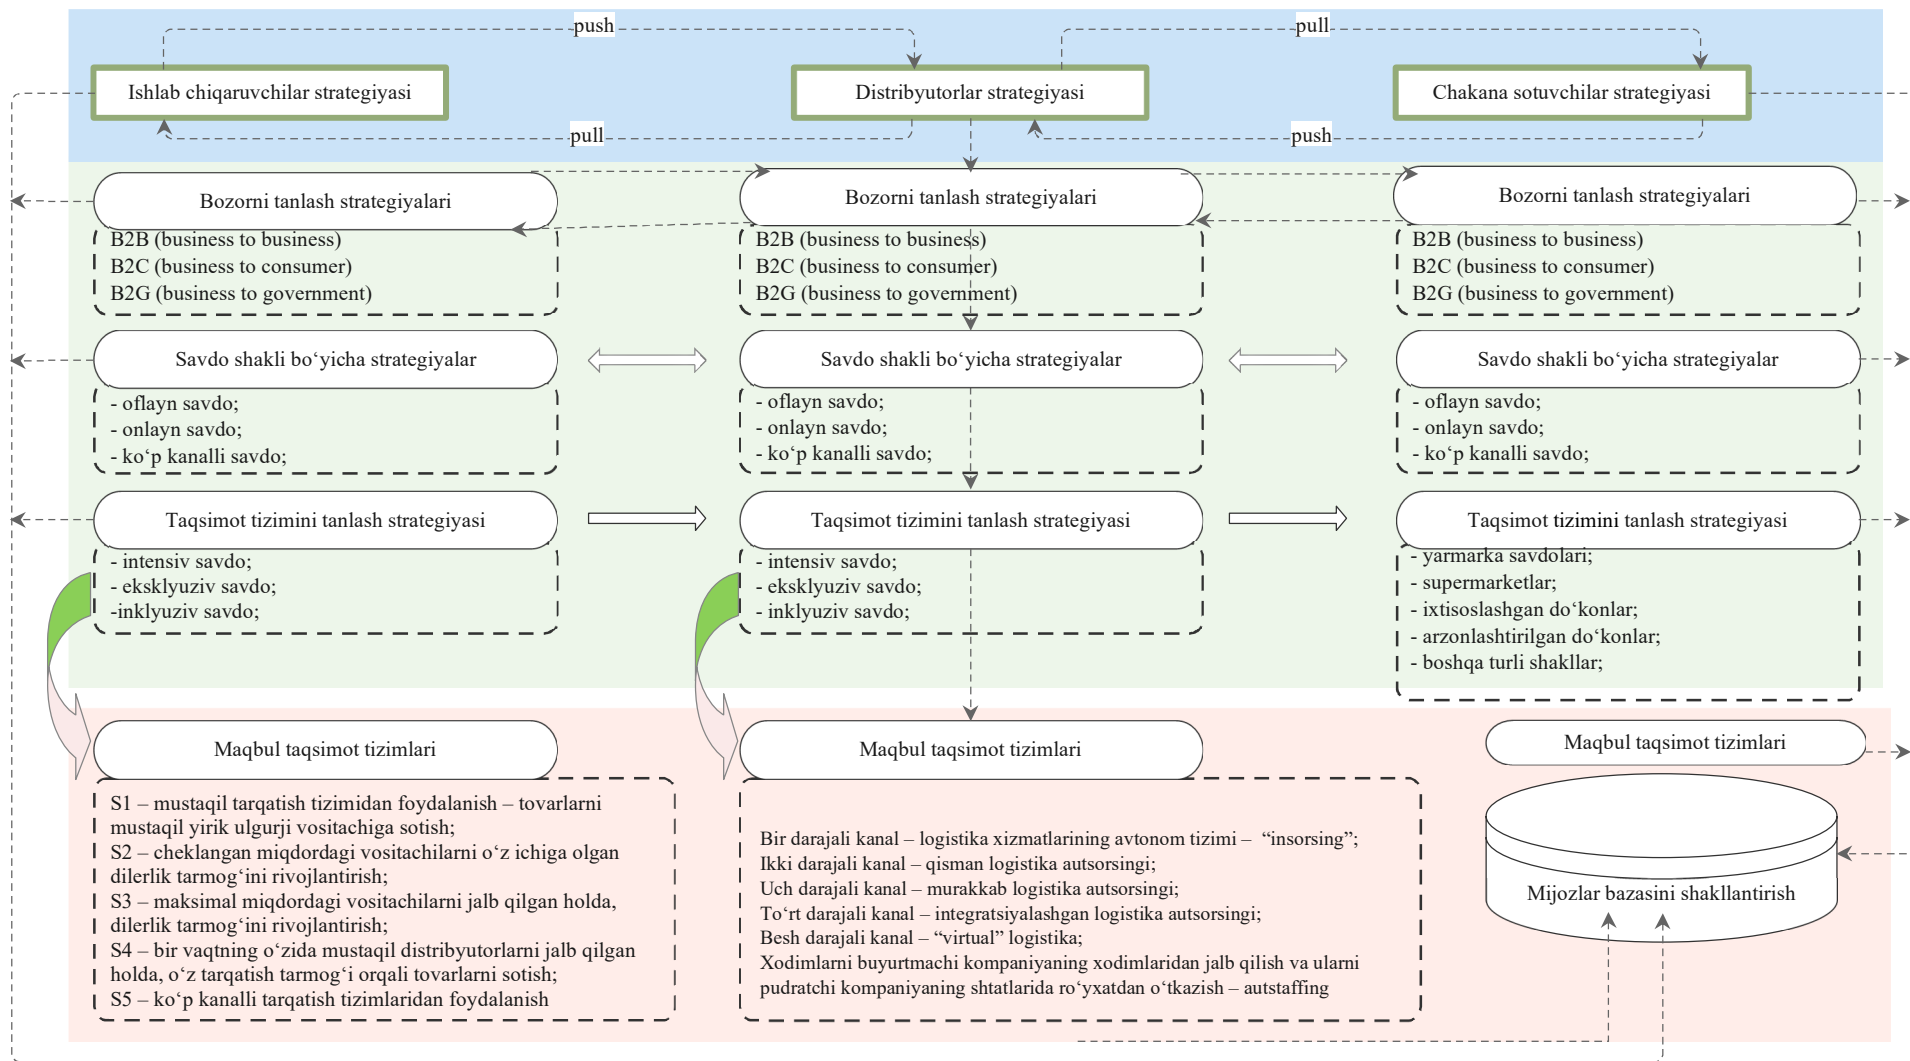 push
pull
Ishlab chiqaruvchilar strategiyasi
Distribyutorlar strategiyasi
Chakana sotuvchilar strategiyasi
pull
push
Bozorni tanlash strategiyalari
B2B (business to business)
B2C (business to consumer)
B2G (business to government)
Bozorni tanlash strategiyalari
B2B (business to business)
B2C (business to consumer)
B2G (business to government)
Bozorni tanlash strategiyalari
B2B (business to business)
B2C (business to consumer)
B2G (business to government)
Savdo shakli bo‘yicha strategiyalar
- oflayn savdo;
- onlayn savdo;
- ko‘p kanalli savdo;
Savdo shakli bo‘yicha strategiyalar
- oflayn savdo;
- onlayn savdo;
- ko‘p kanalli savdo;
Savdo shakli bo‘yicha strategiyalar
- oflayn savdo;
- onlayn savdo;
- ko‘p kanalli savdo;
Taqsimot tizimini tanlash strategiyasi
- intensiv savdo;
- eksklyuziv savdo;
-inklyuziv savdo;
Taqsimot tizimini tanlash strategiyasi
- intensiv savdo;
- eksklyuziv savdo;
- inklyuziv savdo;
Taqsimot tizimini tanlash strategiyasi
- yarmarka savdolari;
- supermarketlar;
- ixtisoslashgan do‘konlar;
- arzonlashtirilgan do‘konlar;
- boshqa turli shakllar;
Maqbul taqsimot tizimlari
S1 – mustaqil tarqatish tizimidan foydalanish – tovarlarni
mustaqil yirik ulgurji vositachiga sotish;
S2 – cheklangan miqdordagi vositachilarni o‘z ichiga olgan
dilerlik tarmog‘ini rivojlantirish;
S3 – maksimal miqdordagi vositachilarni jalb qilgan holda,
dilerlik tarmog‘ini rivojlantirish;
S4 – bir vaqtning o‘zida mustaqil distribyutorlarni jalb qilgan
holda, o‘z tarqatish tarmog‘i orqali tovarlarni sotish;
S5 – ko‘p kanalli tarqatish tizimlaridan foydalanish
Maqbul taqsimot tizimlari
Bir darajali kanal – logistika xizmatlarining avtonom tizimi – “insorsing”;
Ikki darajali kanal – qisman logistika autsorsingi;
Uch darajali kanal – murakkab logistika autsorsingi;
To‘rt darajali kanal – integratsiyalashgan logistika autsorsingi;
Besh darajali kanal – “virtual” logistika;
Xodimlarni buyurtmachi kompaniyaning xodimlaridan jalb qilish va ularni
pudratchi kompaniyaning shtatlarida ro‘yxatdan o‘tkazish – autstaffing
Maqbul taqsimot tizimlari
Mijozlar bazasini shakllantirish